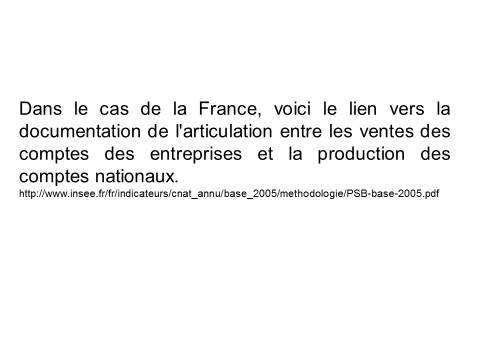 Dans le cas de la France, voici le lien vers la
documentation de l'articulation entre les ventes des
comptes des entreprises et la production des
comptes nationaux.
http://www.insee.fr/fr/indicateurs/cnat_annu/base_2005/methodologie/PSB-base-2005.pdf